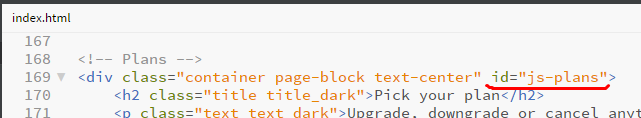 index.html
167
168 <!-- Plans -->
169 <div class="container page-block text-center" id="js-plans">
170 <h2 class="title title_dark">Pick your plan</h2>
171 <p class="text text_dark">Upgrade, downgrade or cancel anyt